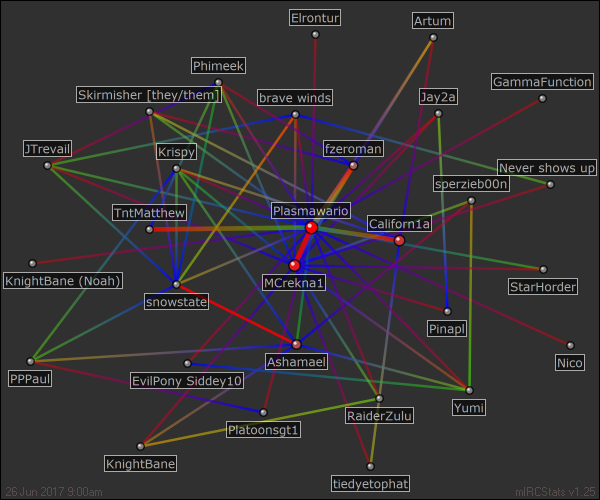 Elrontur
Artum
Phimeek
GammaFunction
Skirmisher [they/them]
brave winds
Jay2a
JTrevail
Krispy
fzeroman
Never shows up
sperzieb00n
TntMatthew
Plasmawario
Californ1a
KnightBane (Noah)
MCrekna1
StarHorder
snowstate
Pinapl
Ashamael
Nico
PPPaul
EvilPony Siddey10
Yumi
Platoonsgt1
RaiderZulu
KnightBane
tiedyetophat
26 Jun 2017 9:00am
mIRCStats v1.25